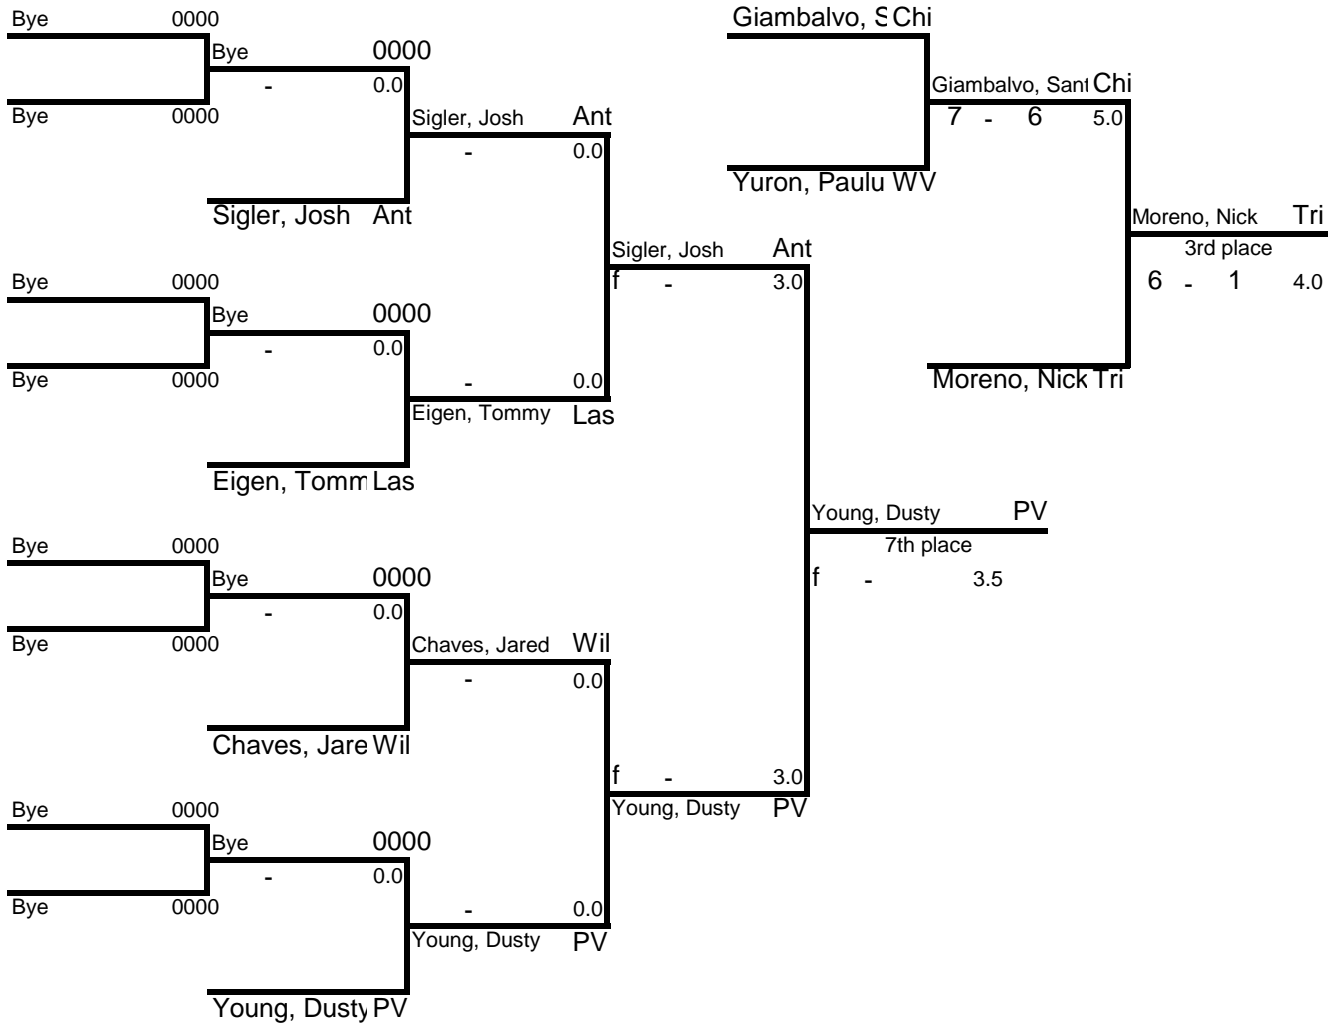 Bye 0000
Bye 0000
- 0.0
Bye 0000
Sigler, Josh Ant
Sigler, Josh Ant
- 0.0
Bye 0000
Bye 0000
- 0.0
Bye 0000
Eigen, Tomm Las
- 0.0
Eigen, Tommy Las
Sigler, Josh Ant
f - 3.0
Bye 0000
Bye 0000
- 0.0
Bye 0000
Chaves, Jare Wil
Chaves, Jared Wil
- 0.0
Bye 0000
Bye 0000
- 0.0
Bye 0000
Young, Dusty PV
- 0.0
Young, Dusty PV
f - 3.0
Young, Dusty PV
Young, Dusty PV
7th place
f - 3.5
Giambalvo, S Chi
Yuron, Paulu WV
Giambalvo, Sant Chi
7 - 6 5.0
Moreno, Nick Tri
Moreno, Nick Tri
3rd place
6 - 1 4.0